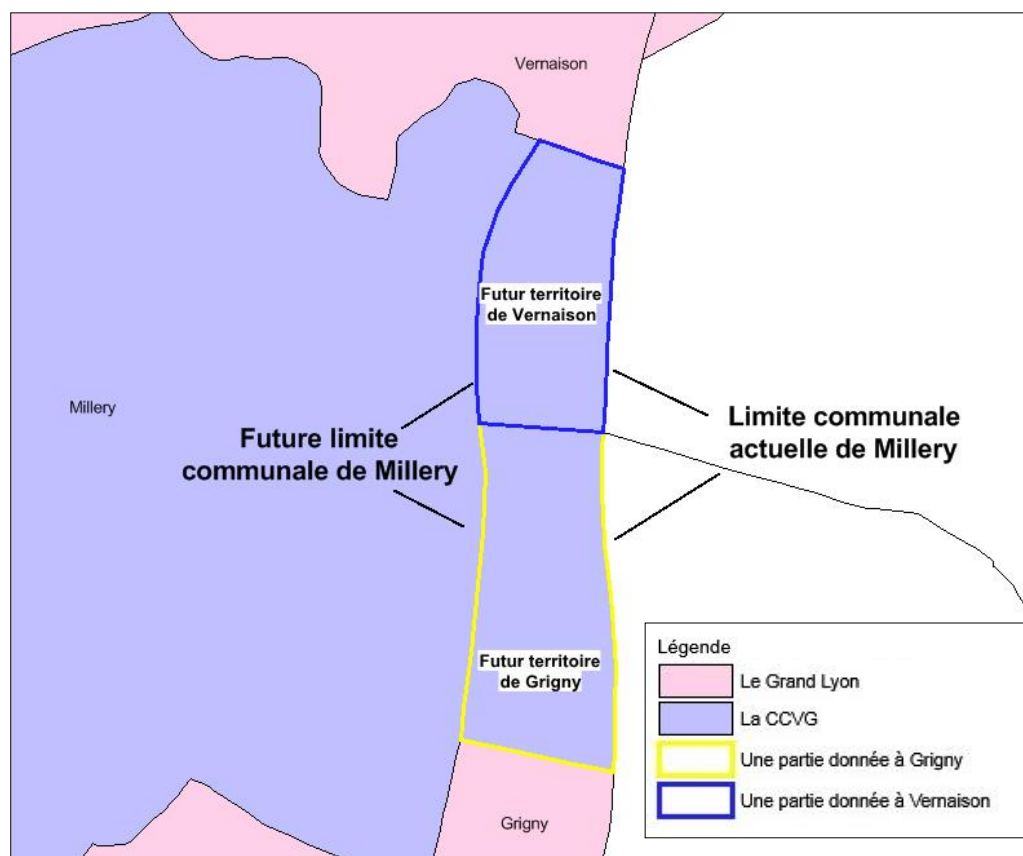 Vernaison
Futur territoire
de Vernaison
Millery
Future limite
communale de Millery
Limite communale
actuelle de Millery
Futur territoire
de Grigny
Grigny
Légende
Le Grand Lyon
La CCVG
Une partie donnée à Grigny
Une partie donnée à Vernaison